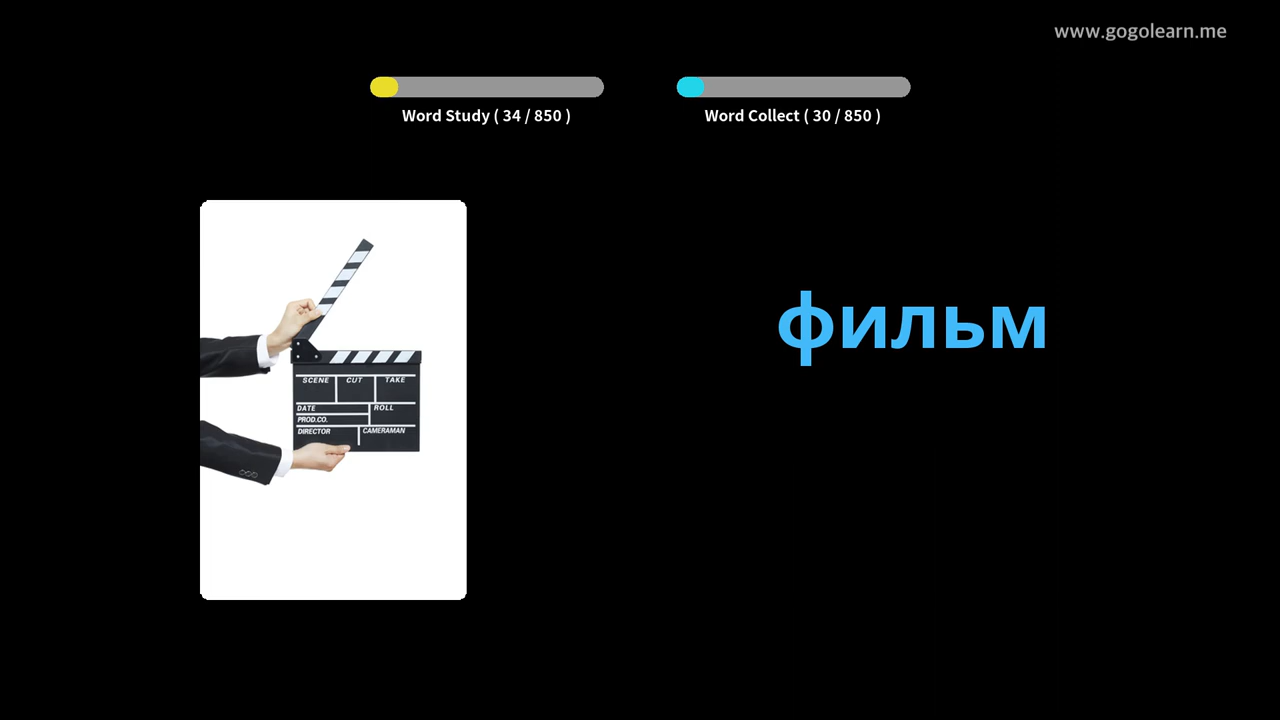 www.gogolearn.me
Word Study ( 34 / 850 )
Word Collect ( 30 / 850 )
фильм
SCENE CUT TAKE
DATE ROLL
PROD.CO.
DIRECTOR CAMERAMAN